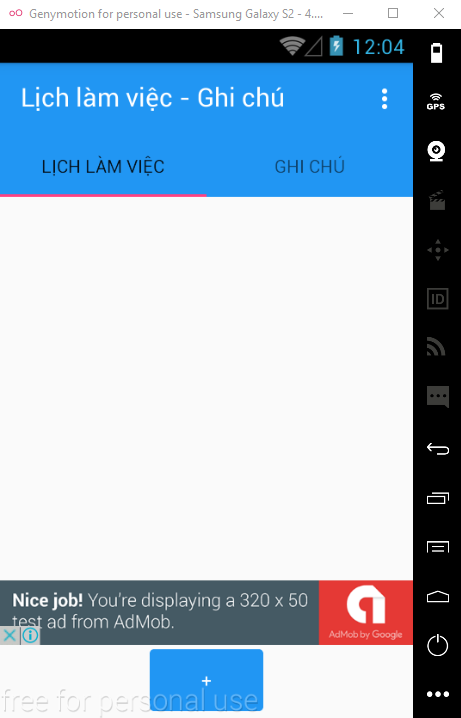 Genymotion for personal use - Samsung Galaxy S2 - 4....
12:04
GPS
Lịch làm việc - Ghi chú
LỊCH LÀM VIỆC GHI CHÚ
ID
Nice job! You're displaying a 320 x 50
test ad from AdMob.
AdMob by Google
+
free for personal use